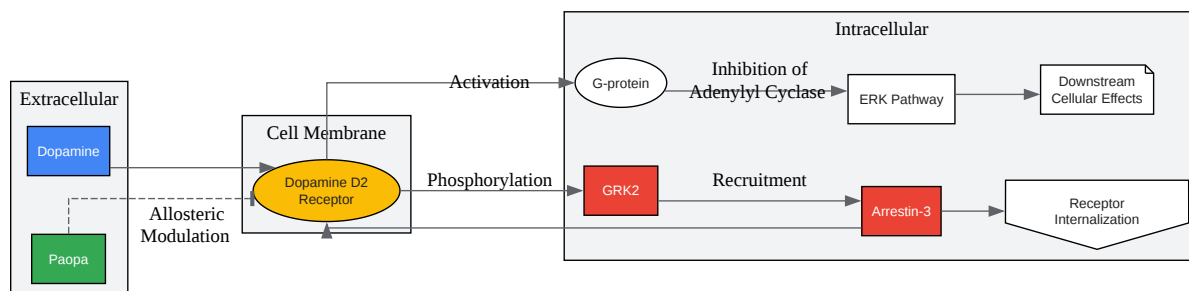 Extracellular
Dopamine
Paopa
Allosteric
Modulation
Cell Membrane
Dopamine D2
Receptor
Activation
Phosphorylation
Intracellular
G-protein
Inhibition of
Adenylyl Cyclase
ERK Pathway
Downstream
Cellular Effects
GRK2
Recruitment
Arrestin-3
Receptor
Internalization